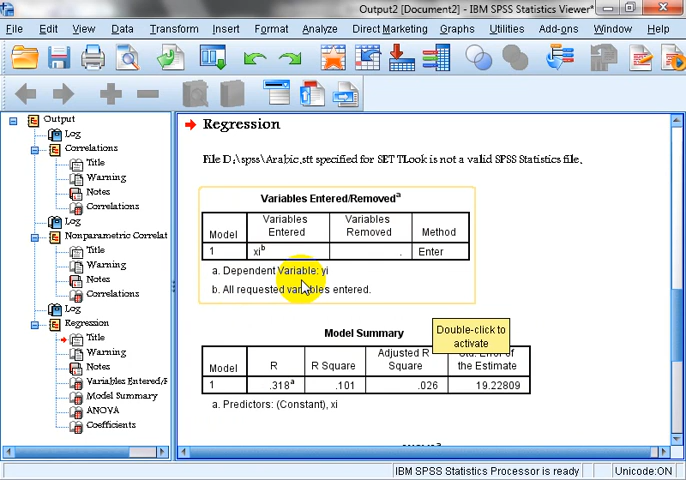 Output2 [Document2] - IBM SPSS Statistics Viewer*
File Edit View Data Transform Insert Format Analyze Direct Marketing Graphs Utilities Add-ons Window Help
Output
Log
Correlations
Title
Warning
Notes
Correlations
Log
Nonparametric Correlat
Title
Warning
Notes
Correlations
Log
Regression
Title
Warning
Notes
Variables Entered/R
Model Summary
ANOVA
Coefficients
Regression
File D:\spss\Arabic.stt specified for SET TLook is not a valid SPSS Statistics file.
Variables Entered/Removedᵃ
Model Variables Entered Variables Removed Method
1 xiᵇ . Enter
a. Dependent Variable: yi
b. All requested variables entered.
Double-click to
activate
Model Summary
Model R R Square Adjusted R Square Std. Error of the Estimate
1 .318ᵃ .101 .026 19.22809
a. Predictors: (Constant), xi
IBM SPSS Statistics Processor is ready Unicode:ON